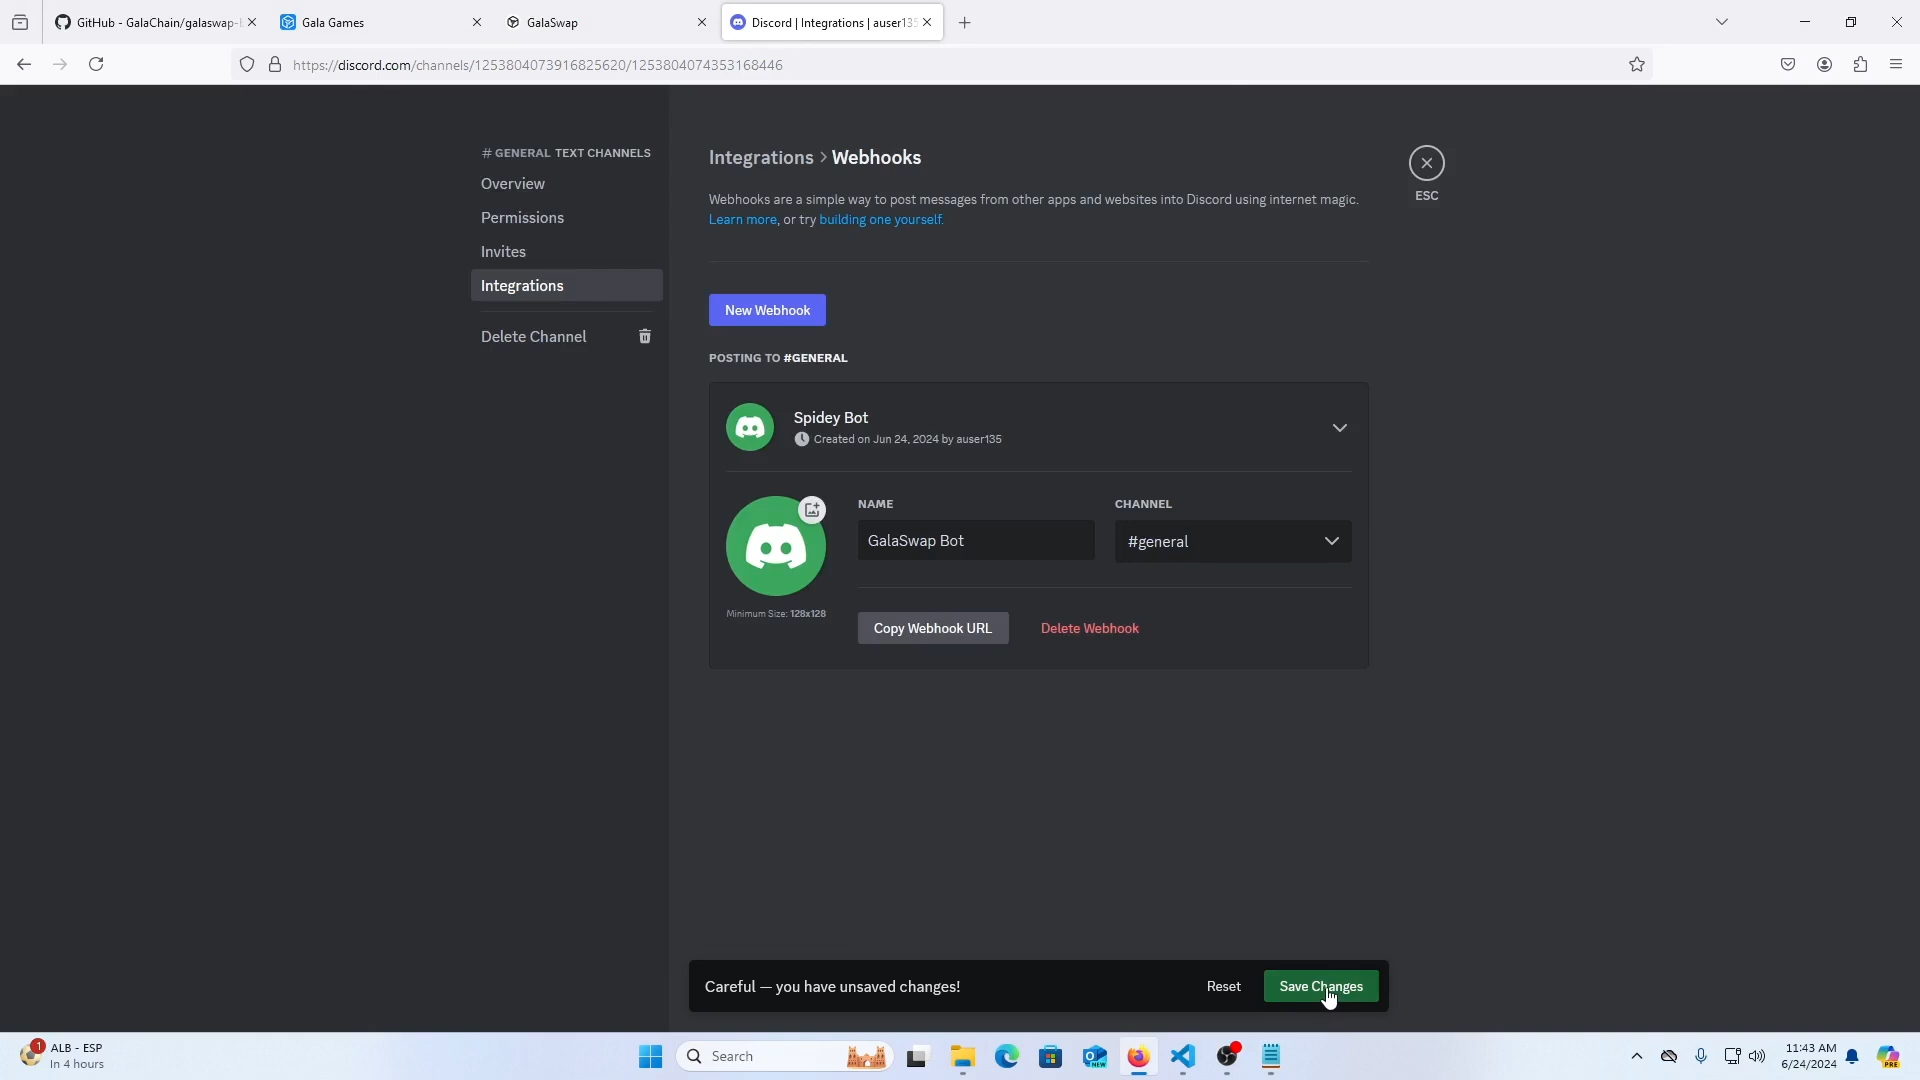 GitHub - GalaChain/galaswap-
Gala Games
GalaSwap
Discord | Integrations | auser135
https://discord.com/channels/1253804073916825620/1253804074353168446
# GENERAL TEXT CHANNELS
Overview
Permissions
Invites
Integrations
Delete Channel
Integrations > Webhooks
ESC
Webhooks are a simple way to post messages from other apps and websites into Discord using internet magic.
Learn more, or try building one yourself.
New Webhook
POSTING TO #GENERAL
Spidey Bot
Created on Jun 24, 2024 by auser135
NAME
CHANNEL
GalaSwap Bot
#general
Minimum Size: 128x128
Copy Webhook URL
Delete Webhook
Careful — you have unsaved changes!
Reset
Save Changes
1
ALB - ESP
In 4 hours
Search
NEW
11:43 AM
6/24/2024
PRE